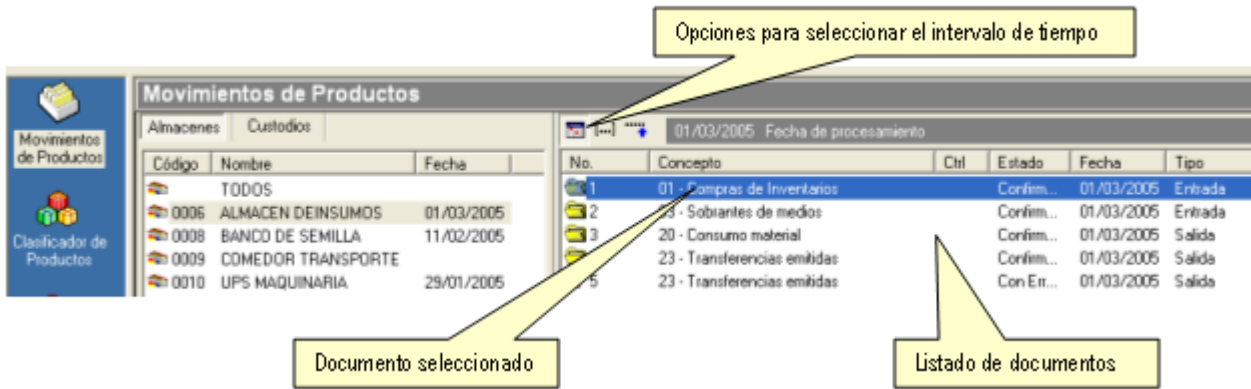 Opciones para seleccionar el intervalo de tiempo
Movimientos de Productos
Movimientos
de Productos
Clasificador de
Productos
Almacenes Custodios
Código Nombre Fecha
TODOS
0006 ALMACEN DEINSUMOS 01/03/2005
0008 BANCO DE SEMILLA 11/02/2005
0009 COMEDOR TRANSPORTE
0010 UPS MAQUINARIA 29/01/2005
01/03/2005 Fecha de procesamiento
No. Concepto Ctrl Estado Fecha Tipo
1 01 - Compras de Inventarios Confirm... 01/03/2005 Entrada
2 - Sobrantes de medios Confirm... 01/03/2005 Entrada
3 20 - Consumo material Confirm... 01/03/2005 Salida
23 - Transferencias emitidas Confirm... 01/03/2005 Salida
5 23 - Transferencias emitidas Con Err... 01/03/2005 Salida
Documento seleccionado
Listado de documentos